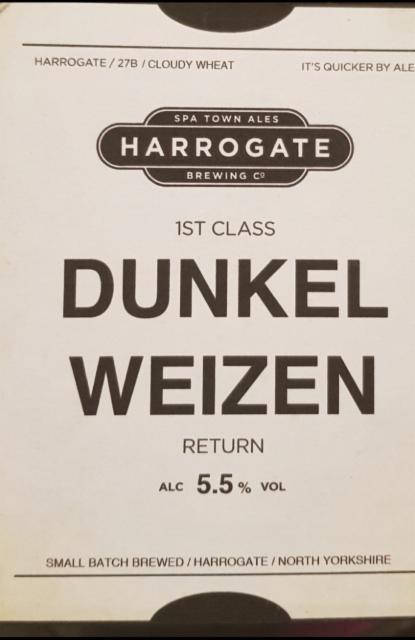 HARROGATE / 27B / CLOUDY WHEAT IT'S QUICKER BY ALE
SPA TOWN ALES
HARROGATE
BREWING Cº
1ST CLASS
DUNKEL
WEIZEN
RETURN
ALC 5.5 % VOL
SMALL BATCH BREWED / HARROGATE / NORTH YORKSHIRE